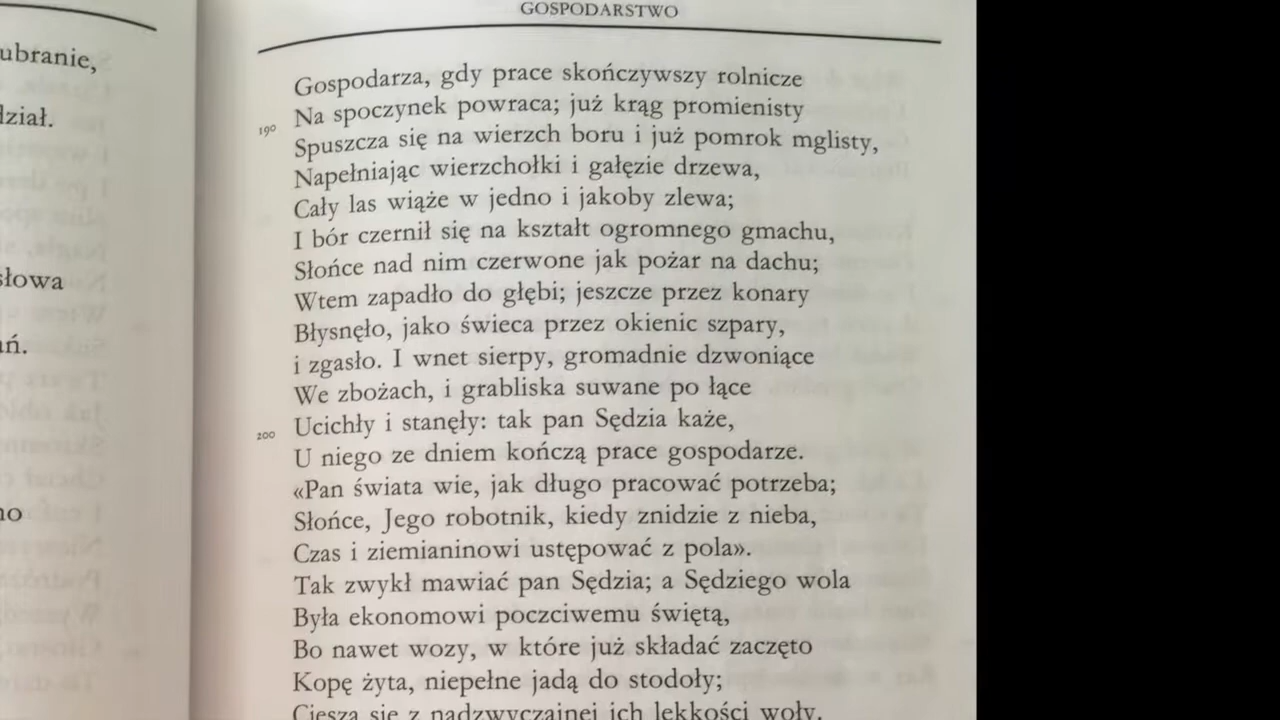 GOSPODARSTWO
ubranie,
dział.
słowa
Gospodarza, gdy prace skończywszy rolnicze
Na spoczynek powraca; już krąg promienisty
190
Spuszcza się na wierzch boru i już pomrok mglisty,
Napełniając wierzchołki i gałęzie drzewa,
Cały las wiąże w jedno i jakoby zlewa;
I bór czernił się na kształt ogromnego gmachu,
Słońce nad nim czerwone jak pożar na dachu;
Wtem zapadło do głębi; jeszcze przez konary
Błysnęło, jako świeca przez okienic szpary,
i zgasło. I wnet sierpy, gromadnie dzwoniące
We zbożach, i grabliska suwane po łące
200
Ucichły i stanęły: tak pan Sędzia każe,
U niego ze dniem kończą prace gospodarze.
«Pan świata wie, jak długo pracować potrzeba;
Słońce, Jego robotnik, kiedy znidzie z nieba,
Czas i ziemianinowi ustępować z pola».
Tak zwykł mawiać pan Sędzia; a Sędziego wola
Była ekonomowi poczciwemu świętą,
Bo nawet wozy, w które już składać zaczęto
Kopę żyta, niepełne jadą do stodoły;
Cieszą się z nadzwyczajnej ich lekkości woły.